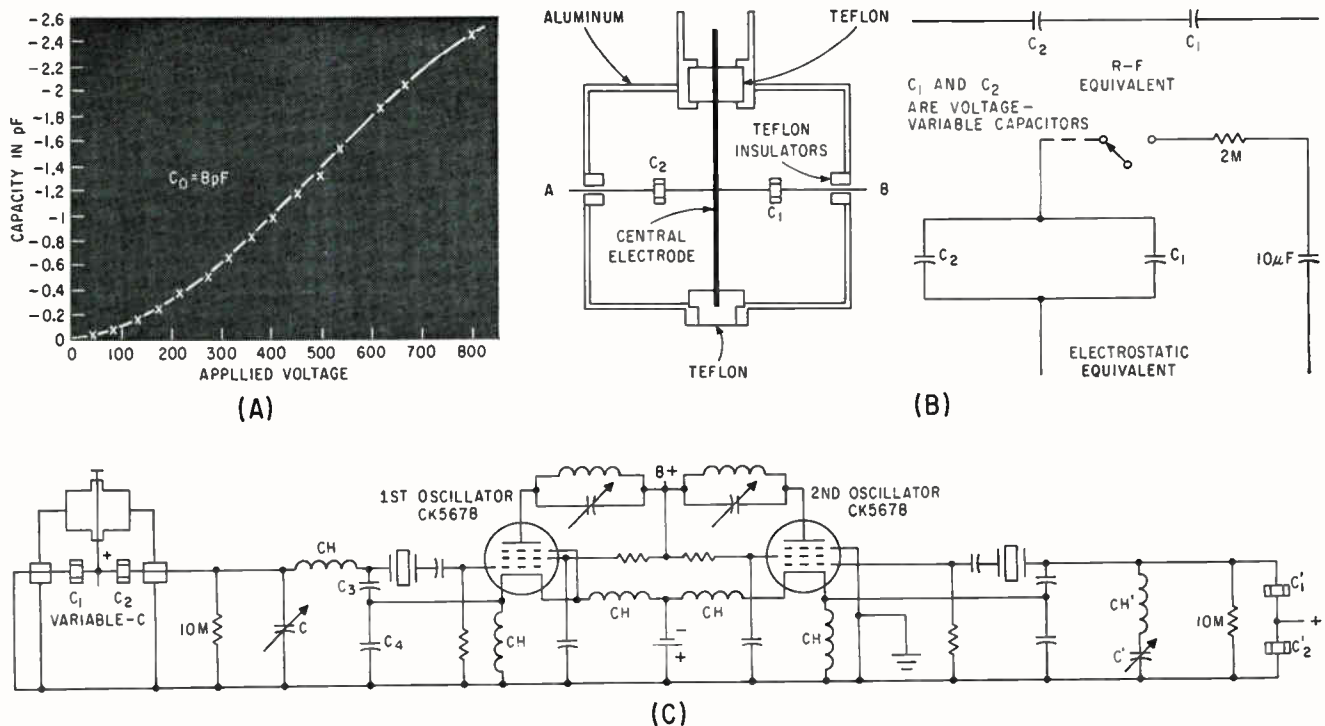 -2.6
-2.4
-2.2
-2
-1.8
-1.6
-1.4
-1.2
-1
-0.8
-0.6
-0.4
-0.2
0
CAPACITY IN pF
C₀=8pF
0 100 200 300 400 500 600 700 800
APPLLIED VOLTAGE
(A)
ALUMINUM
TEFLON
TEFLON
INSULATORS
C₂
A
B
C₁
CENTRAL
ELECTRODE
TEFLON
C₂
C₁
R-F
EQUIVALENT
C₁ AND C₂
ARE VOLTAGE-
VARIABLE CAPACITORS
2M
C₂
C₁
10μF
ELECTROSTATIC
EQUIVALENT
(B)
+
C₁
C₂
VARIABLE-C
10M
C
CH
C₃
C₄
1ST OSCILLATOR
CK5678
B+
2ND OSCILLATOR
CK5678
CH
CH
CH
-
+
CH
CH'
C'
10M
C'₁
+
C'₂
(C)